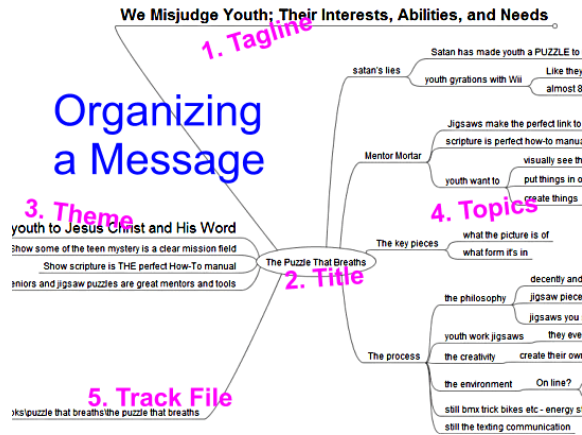 We Misjudge Youth; Their Interests, Abilities, and Needs
1. Tagline
Organizing
a Message
satan's lies
Satan has made youth a PUZZLE to
youth gyrations with Wii
Like they
almost 8
Mentor Mortar
Jigsaws make the perfect link to
scripture is perfect how-to manua
youth want to
visually see th
put things in o
create things
3. Theme
youth to Jesus Christ and His Word
Show some of the teen mystery is a clear mission field
Show scripture is THE perfect How-To manual
eniors and jigsaw puzzles are great mentors and tools
4. Topics
The key pieces
what the picture is of
what form it's in
The Puzzle That Breaths
2. Title
The process
the philosophy
decently and
jigsaw piece
jigsaws you
youth work jigsaws
they eve
the creativity
create their own
the environment
On line?
still bmx trick bikes etc - energy st
still the texting communication
5. Track File
oks\puzzle that breaths\the puzzle that breaths